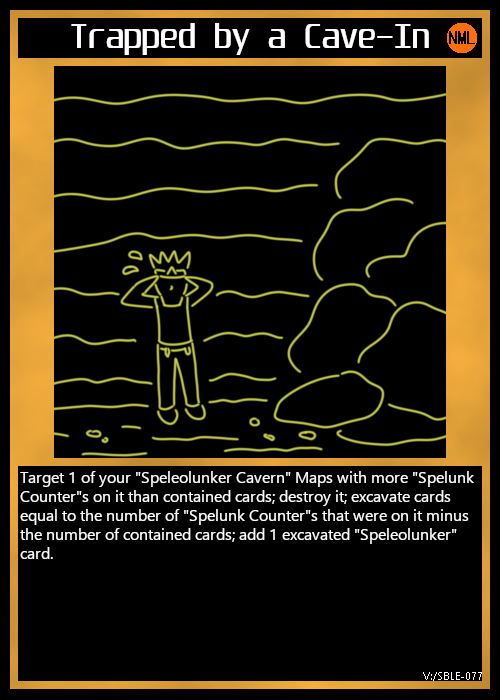 Trapped by a Cave-In
NML
Target 1 of your "Speleolunker Cavern" Maps with more "Spelunk
Counter"s on it than contained cards; destroy it; excavate cards
equal to the number of "Spelunk Counter"s that were on it minus
the number of contained cards; add 1 excavated "Speleolunker"
card.
V:/SBLE-077